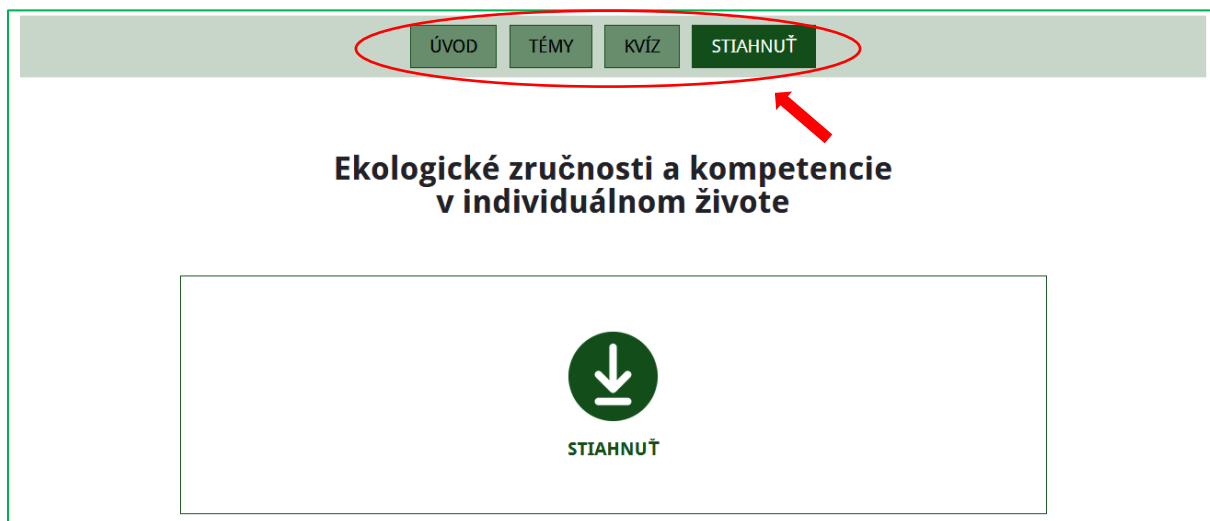 ÚVOD TÉMY KVÍZ STIAHNUŤ
Ekologické zručnosti a kompetencie
v individuálnom živote
STIAHNUŤ